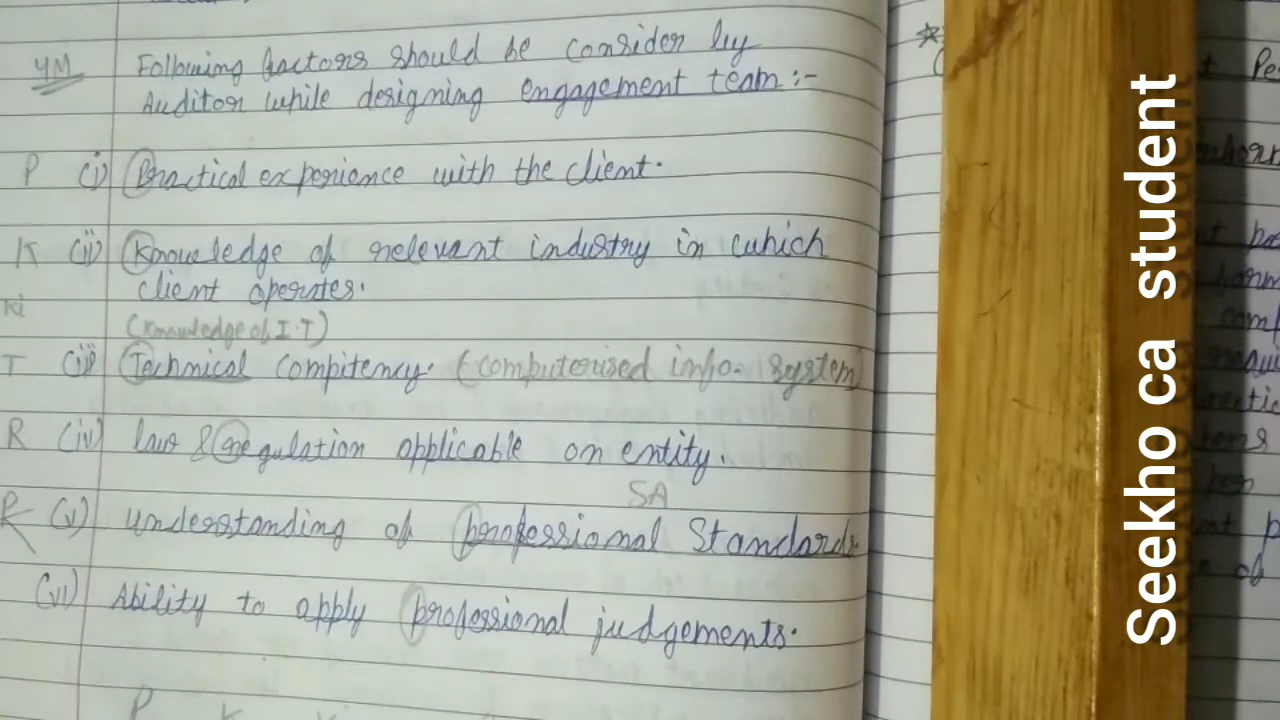 4M
Following factors should be consider by
Auditor while designing engagement team :-
P (i) Practical experience with the client.
K (ii) Knowledge of relevant industry in which
client operates.
Ki
(Knowledge of I.T)
T (iii) Technical compitency. (computerised info. system)
R (iv) law & regulation applicable on entity.
SA
(v) understanding of professional Standards.
(vi) Ability to apply professional judgements.
P
Seekho ca student